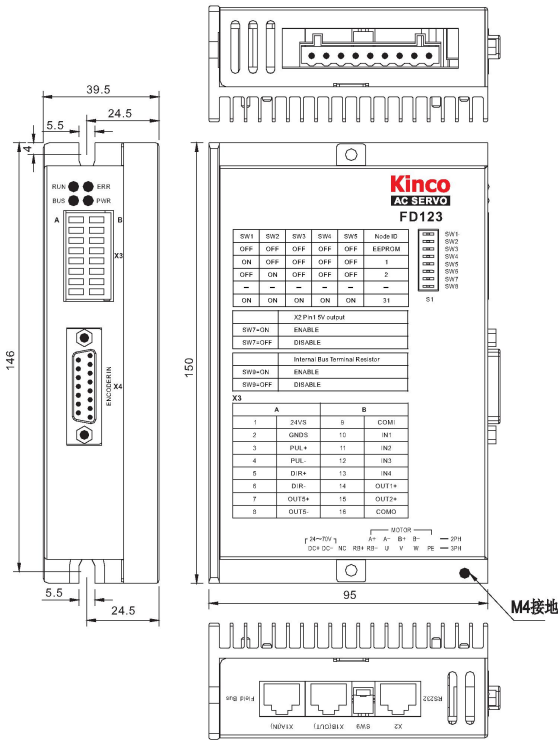 39.5
24.5
5.5
4
RUN ERR
BUS PWR
A B
X3
ENCODER IN
X4
146
5.5
24.5
150
Kinco
AC SERVO
FD123
SW1 SW2 SW3 SW4 SW5 Node ID
OFF OFF OFF OFF OFF EEPROM
ON OFF OFF OFF OFF 1
OFF ON OFF OFF OFF 2
– – – – – –
ON ON ON ON ON 31
SW1
SW2
SW3
SW4
SW5
SW6
SW7
SW8
S1
X2 Pin1 5V output
SW7=ON ENABLE
SW7=OFF DISABLE
Internal Bus Terminal Resistor
SW9=ON ENABLE
SW9=OFF DISABLE
X3
A B
1 24VS 9 COMI
2 GNDS 10 IN1
3 PUL+ 11 IN2
4 PUL- 12 IN3
5 DIR+ 13 IN4
6 DIR- 14 OUT1+
7 OUT5+ 15 OUT2+
8 OUT5- 16 COMO
MOTOR
24~70V A+ A- B+ B- 2PH
DC+ DC- NC RB+ RB- U V W PE 3PH
95
M4接地
Field Bus
X1A(IN)
X1B(OUT)
SW9
X2
RS232